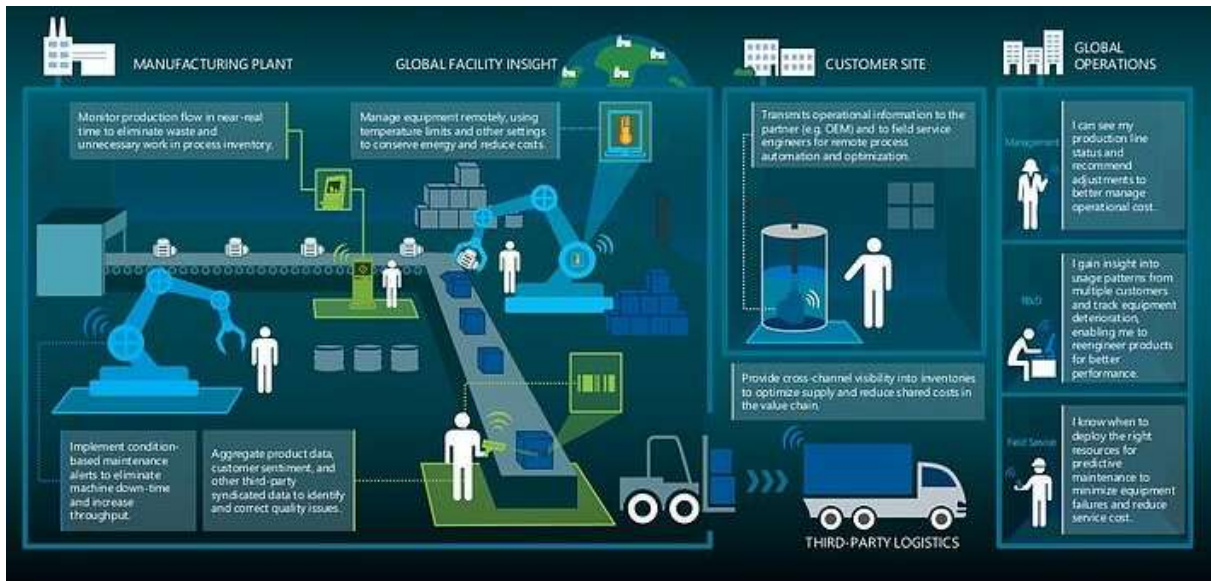 MANUFACTURING PLANT
GLOBAL FACILITY INSIGHT
CUSTOMER SITE
GLOBAL
OPERATIONS
Monitor production flow in near-real
time to eliminate waste and
unnecessary work in process inventory.
Manage equipment remotely, using
temperature limits and other settings
to conserve energy and reduce costs.
Transmits operational information to the
partner (e.g. OEM) and to field service
engineers for remote process
automation and optimization.
Management
I can see my
production line
status and
recommend
adjustments to
better manage
operational cost.
R&D
I gain insight into
usage patterns from
multiple customers
and track equipment
deterioration,
enabling me to
reengineer products
for better
performance.
Provide cross-channel visibility into inventories
to optimize supply and reduce shared costs in
the value chain.
Implement condition-
based maintenance
alerts to eliminate
machine down-time
and increase
throughput.
Aggregate product data,
customer sentiment, and
other third-party
syndicated data to identify
and correct quality issues.
Field Service
I know when to
deploy the right
resources for
predictive
maintenance to
minimize equipment
failures and reduce
service cost.
THIRD-PARTY LOGISTICS